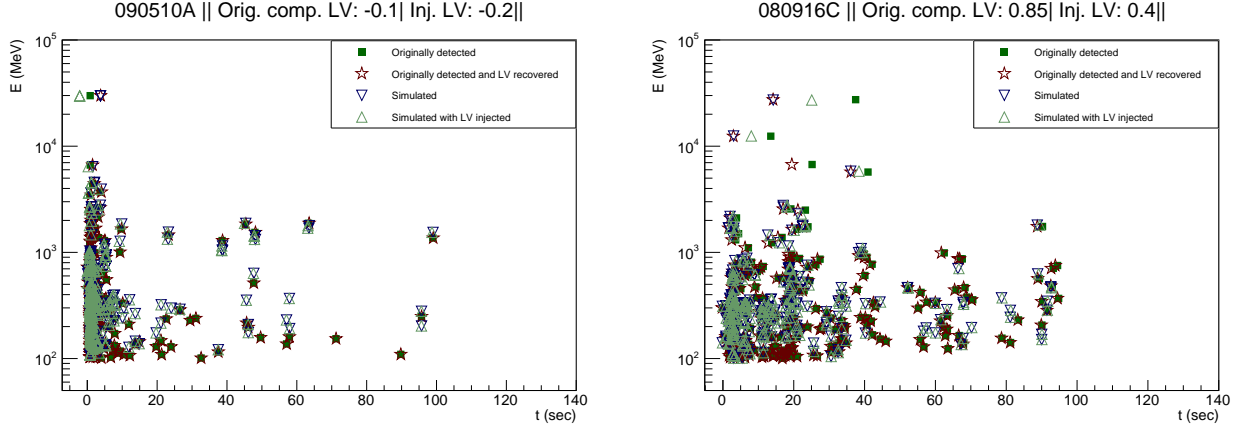 090510A || Orig. comp. LV: -0.1| Inj. LV: -0.2||
E (MeV)
10^5
10^4
10^3
10^2
Originally detected
Originally detected and LV recovered
Simulated
Simulated with LV injected
0 20 40 60 80 100 120 140
t (sec)
080916C || Orig. comp. LV: 0.85| Inj. LV: 0.4||
E (MeV)
10^5
10^4
10^3
10^2
Originally detected
Originally detected and LV recovered
Simulated
Simulated with LV injected
0 20 40 60 80 100 120 140
t (sec)